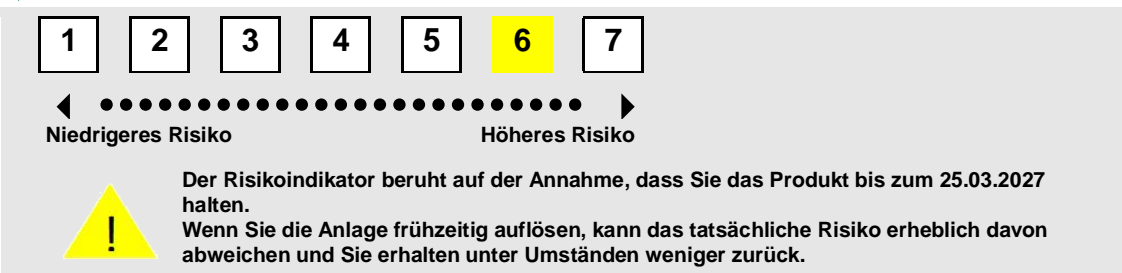 1 2 3 4 5 6 7
Niedrigeres Risiko Höheres Risiko
!
Der Risikoindikator beruht auf der Annahme, dass Sie das Produkt bis zum 25.03.2027
halten.
Wenn Sie die Anlage frühzeitig auflösen, kann das tatsächliche Risiko erheblich davon
abweichen und Sie erhalten unter Umständen weniger zurück.